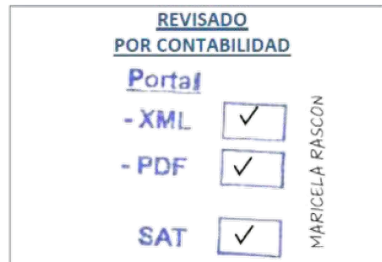 REVISADO
POR CONTABILIDAD
Portal
- XML ✓
- PDF ✓
SAT ✓
MARICELA RASCON